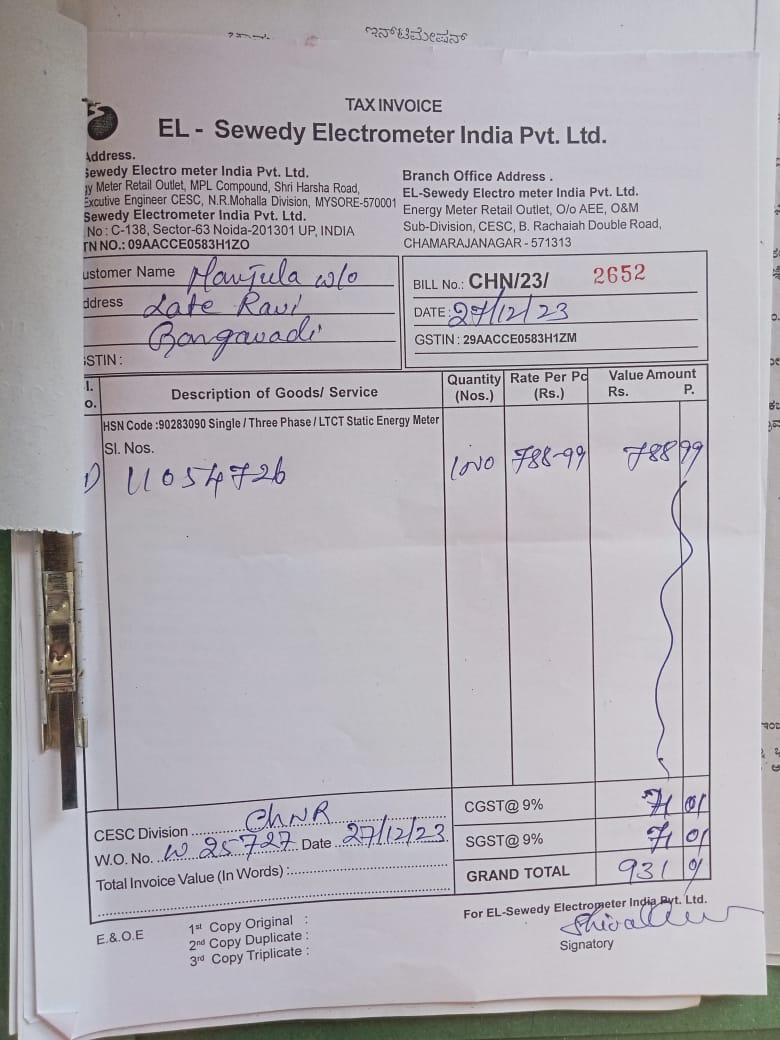 ಇನ್ಟಿಮೇಷನ್
TAX INVOICE
EL - Sewedy Electrometer India Pvt. Ltd.
Address.
Sewedy Electro meter India Pvt. Ltd.
gy Meter Retail Outlet, MPL Compound, Shri Harsha Road,
Excutive Engineer CESC, N.R.Mohalla Division, MYSORE-570001
Sewedy Electrometer India Pvt. Ltd.
No : C-138, Sector-63 Noida-201301 UP, INDIA
TN NO.: 09AACCE0583H1ZO
Branch Office Address .
EL-Sewedy Electro meter India Pvt. Ltd.
Energy Meter Retail Outlet, O/o AEE, O&M
Sub-Division, CESC, B. Rachaiah Double Road,
CHAMARAJANAGAR - 571313
ustomer Name Manjula w/o
ddress Late Ravi
Bangavadi
STIN :
BILL No.: CHN/23/ 2652
DATE : 27/12/23
GSTIN : 29AACCE0583H1ZM
l. Description of Goods/ Service Quantity Rate Per Pc Value Amount
o. (Nos.) (Rs.) Rs. P.
HSN Code :90283090 Single / Three Phase / LTCT Static Energy Meter
Sl. Nos.
1) U054726 1NO 788-99 788 99
CGST@ 9% 71 01
SGST@ 9% 71 01
GRAND TOTAL 931 01
CESC Division ChNR
W.O. No. W 25727 Date 27/12/23
Total Invoice Value (In Words) :
For EL-Sewedy Electrometer India Pvt. Ltd.
Signatory
E.& O.E
1st Copy Original :
2nd Copy Duplicate :
3rd Copy Triplicate :